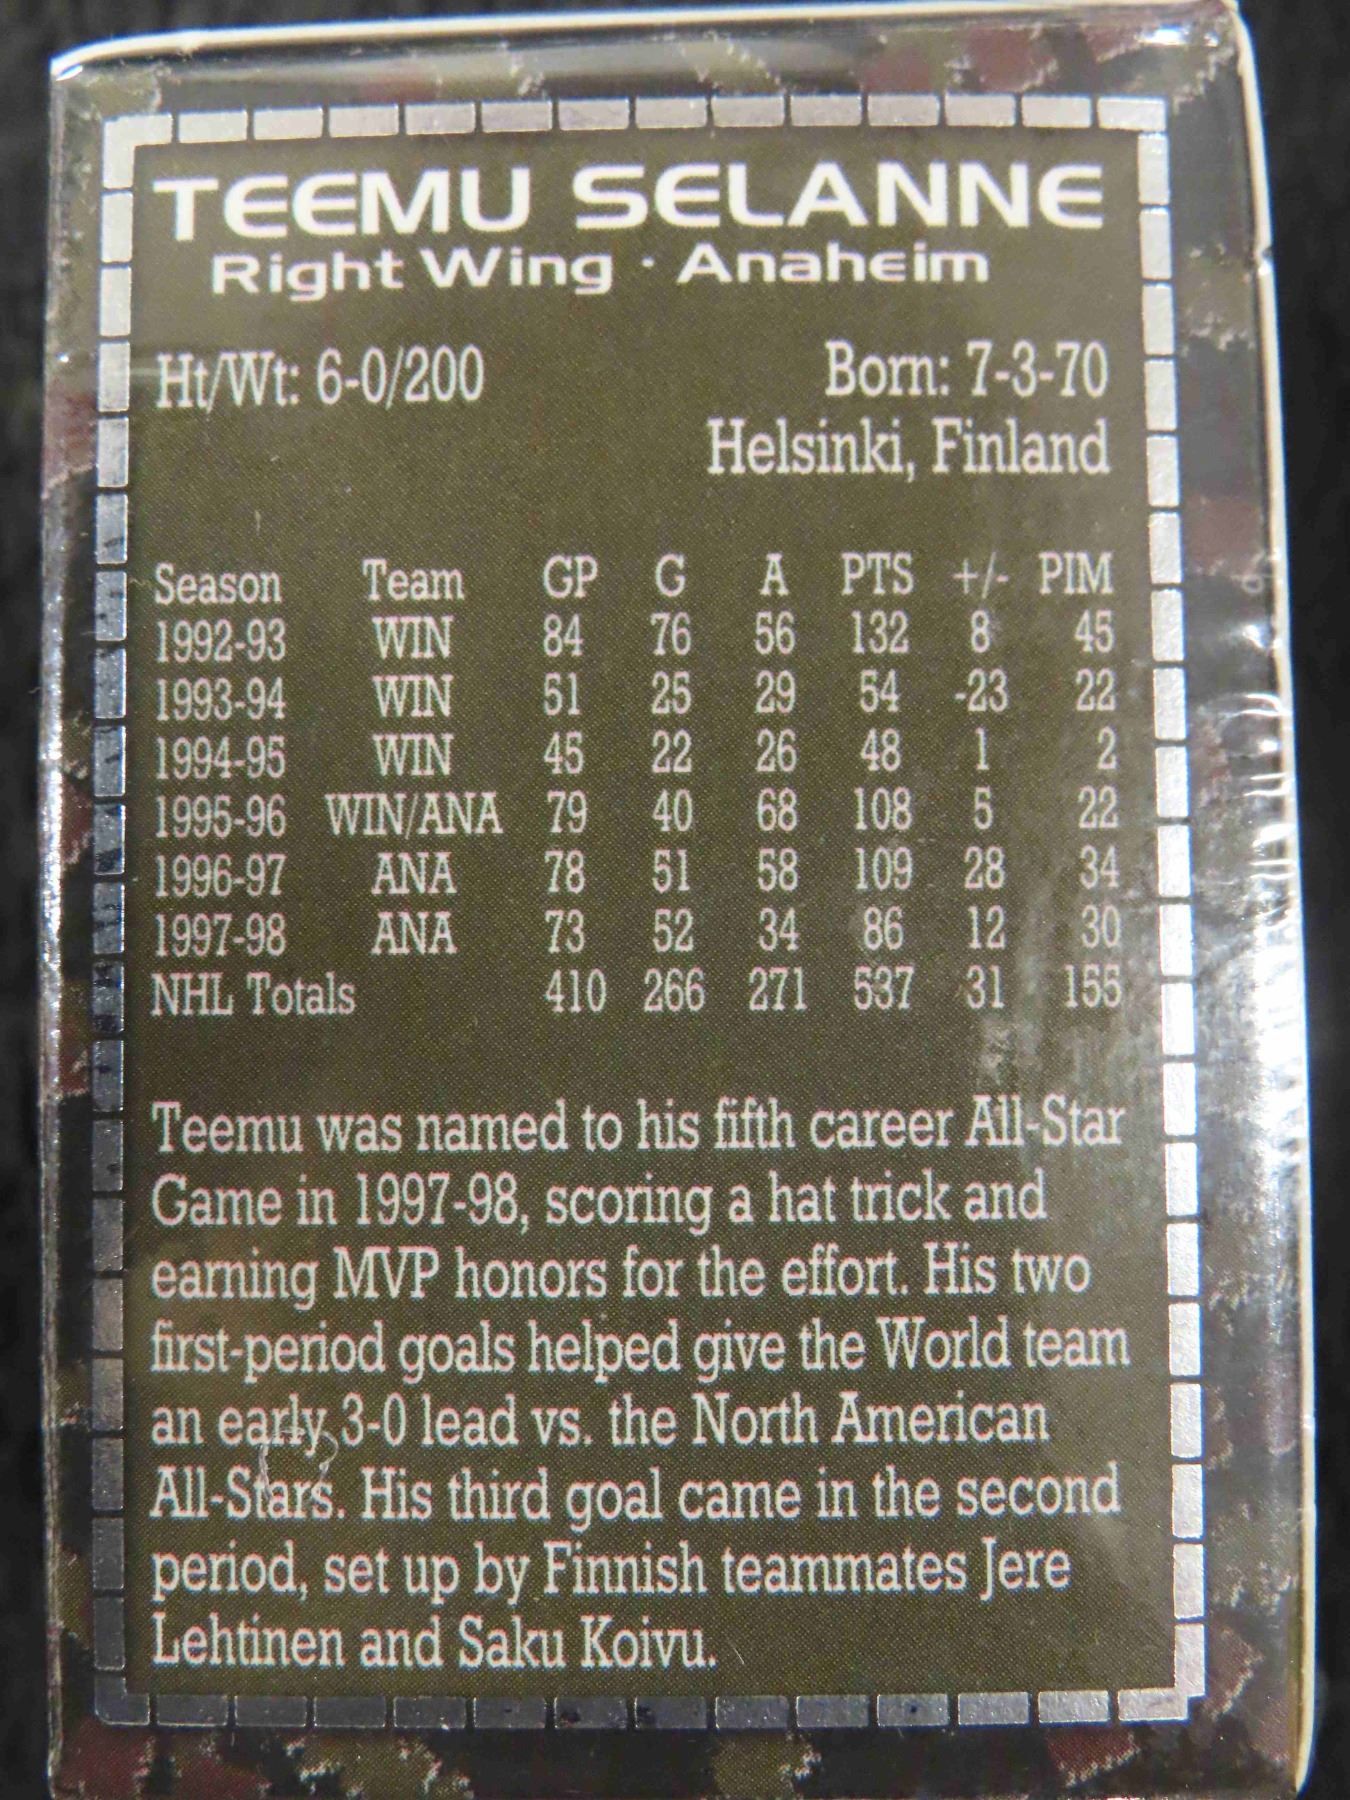 TEEMU SELANNE
Right Wing · Anaheim
Ht/Wt: 6-0/200 Born: 7-3-70
Helsinki, Finland
Season Team GP G A PTS +/- PIM
1992-93 WIN 84 76 56 132 8 45
1993-94 WIN 51 25 29 54 -23 22
1994-95 WIN 45 22 26 48 1 2
1995-96 WIN/ANA 79 40 68 108 5 22
1996-97 ANA 78 51 58 109 28 34
1997-98 ANA 73 52 34 86 12 30
NHL Totals 410 266 271 537 31 155
Teemu was named to his fifth career All-Star
Game in 1997-98, scoring a hat trick and
earning MVP honors for the effort. His two
first-period goals helped give the World team
an early 3-0 lead vs. the North American
All-Stars. His third goal came in the second
period, set up by Finnish teammates Jere
Lehtinen and Saku Koivu.